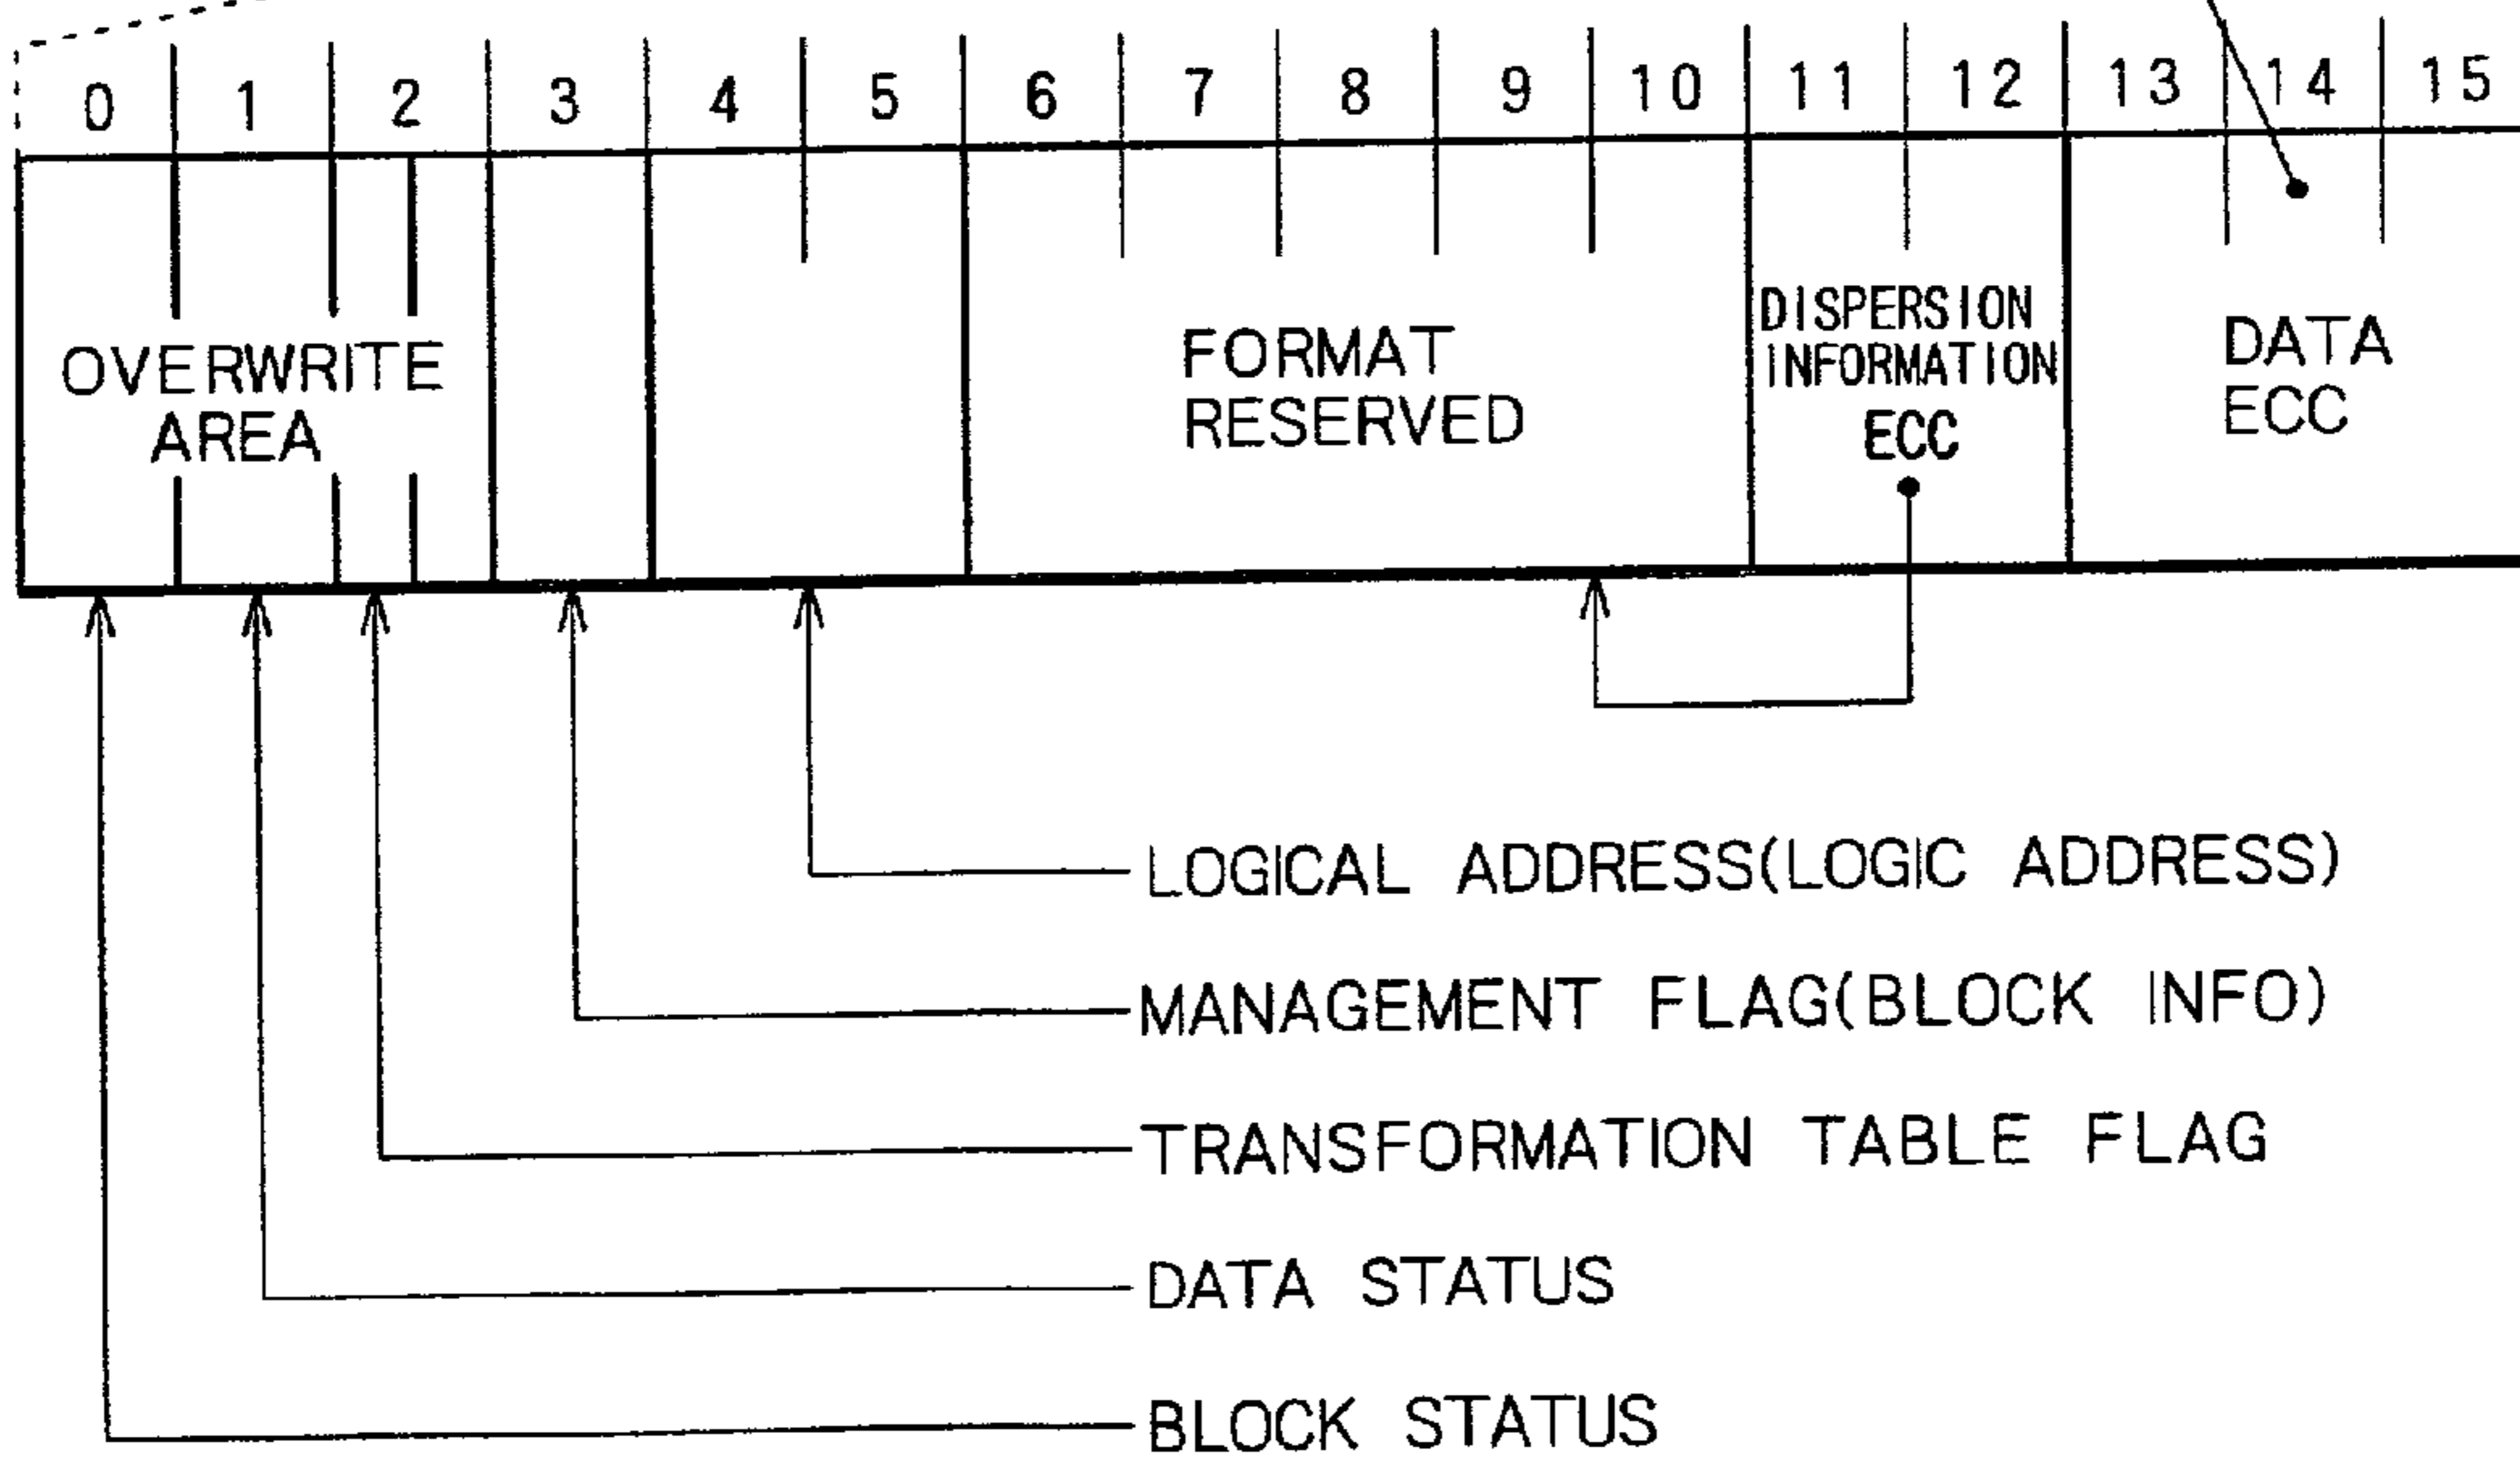 0 1 2 3 4 5 6 7 8 9 10 11 12 13 14 15
OVERWRITE
AREA
FORMAT
RESERVED
DISPERSION
INFORMATION
ECC
DATA
ECC
LOGICAL ADDRESS(LOGIC ADDRESS)
MANAGEMENT FLAG(BLOCK INFO)
TRANSFORMATION TABLE FLAG
DATA STATUS
BLOCK STATUS